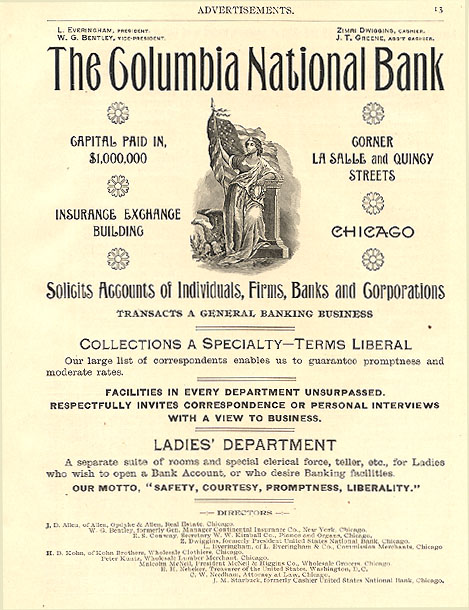 ADVERTISEMENTS.
13
L. EVERINGHAM, PRESIDENT.
W. G. BENTLEY, VICE-PRESIDENT.
ZIMRI DWIGGINS, CASHIER.
J. T. GREENE, ASS'T CASHIER.
The Columbia National Bank
CAPITAL PAID IN,
$1,000,000
INSURANCE EXCHANGE
BUILDING
CORNER
LA SALLE and QUINCY
STREETS
CHICAGO
Solicits Accounts of Individuals, Firms, Banks and Corporations
TRANSACTS A GENERAL BANKING BUSINESS
COLLECTIONS A SPECIALTY—TERMS LIBERAL
Our large list of correspondents enables us to guarantee promptness and
moderate rates.
FACILITIES IN EVERY DEPARTMENT UNSURPASSED.
RESPECTFULLY INVITES CORRESPONDENCE OR PERSONAL INTERVIEWS
WITH A VIEW TO BUSINESS.
LADIES' DEPARTMENT
A separate suite of rooms and special clerical force, teller, etc., for Ladies
who wish to open a Bank Account, or who desire Banking facilities.
OUR MOTTO, "SAFETY, COURTESY, PROMPTNESS, LIBERALITY."
DIRECTORS
J. D. Allen, of Allen, Opdyke & Allen, Real Estate, Chicago.
W. G. Bentley, formerly Gen. Manager Continental Insurance Co., New York, Chicago.
E. S. Conway, Secretary W. W. Kimball Co., Pianos and Organs, Chicago.
Z. Dwiggins, formerly President United States National Bank, Chicago.
L. Everingham, of L. Everingham & Co., Commission Merchants, Chicago
H. D. Kohn, of Kohn Brothers, Wholesale Clothiers, Chicago.
Peter Kuntz, Wholesale Lumber Merchant, Chicago.
Malcolm McNeil, President McNeil & Higgins Co., Wholesale Grocers, Chicago.
E. H. Nebeker, Treasurer of the United States, Washington, D.C.
C. W. Needham, Attorney at Law, Chicago.
J. M. Starbuck, formerly Cashier United States National Bank, Chicago.